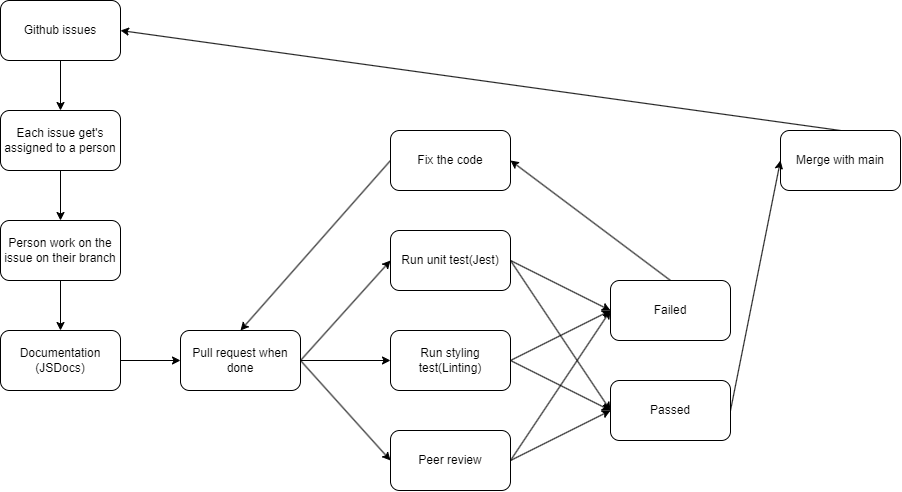 Github issues
Each issue get's
assigned to a person
Fix the code
Merge with main
Person work on the
issue on their branch
Run unit test(Jest)
Failed
Documentation
(JSDocs)
Pull request when
done
Run styling
test(Linting)
Passed
Peer review